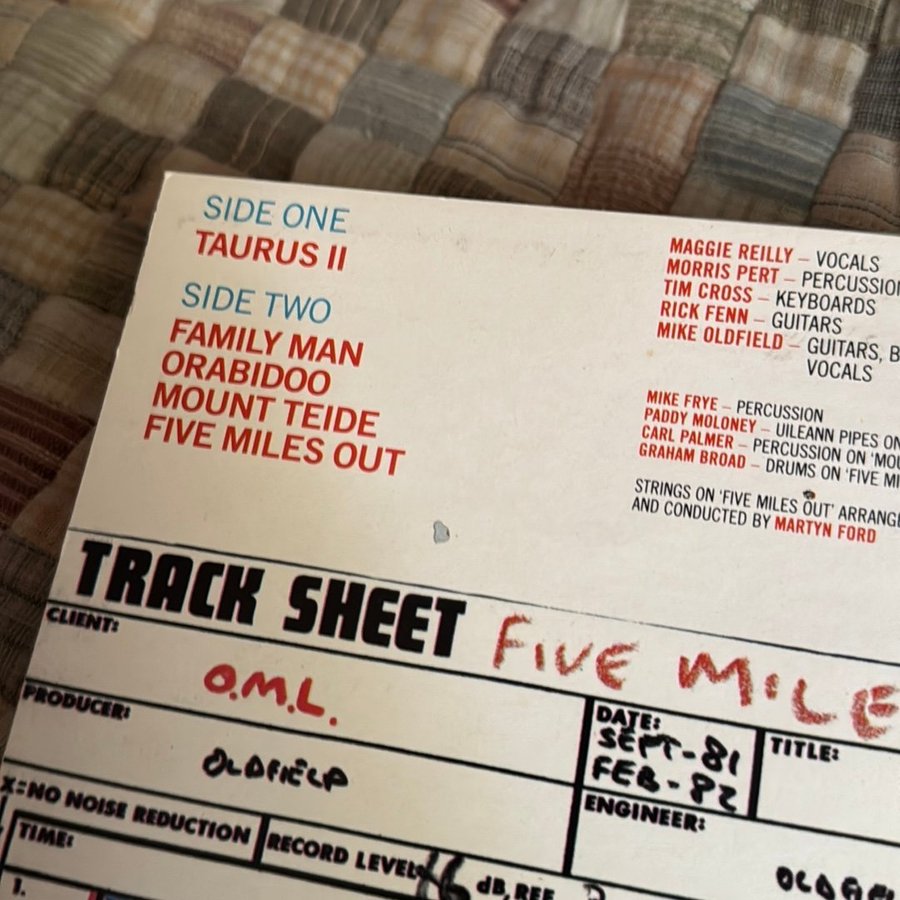 SIDE ONE
TAURUS II
SIDE TWO
FAMILY MAN
ORABIDOO
MOUNT TEIDE
FIVE MILES OUT
MAGGIE REILLY – VOCALS
MORRIS PERT – PERCUSSION
TIM CROSS – KEYBOARDS
RICK FENN – GUITARS
MIKE OLDFIELD – GUITARS, B
VOCALS
MIKE FRYE – PERCUSSION
PADDY MOLONEY – UILEANN PIPES ON
CARL PALMER – PERCUSSION ON 'MOU
GRAHAM BROAD – DRUMS ON 'FIVE MI
STRINGS ON 'FIVE MILES OUT' ARRANGE
AND CONDUCTED BY MARTYN FORD
TRACK SHEET FIVE MILE
CLIENT:
O.M.L.
PRODUCER:
OLDFIELD
DATE:
SEPT-81
FEB-82
TITLE:
ENGINEER:
OLDFIE
X=NO NOISE REDUCTION
RECORD LEVEL: dB, REF
TIME:
1.